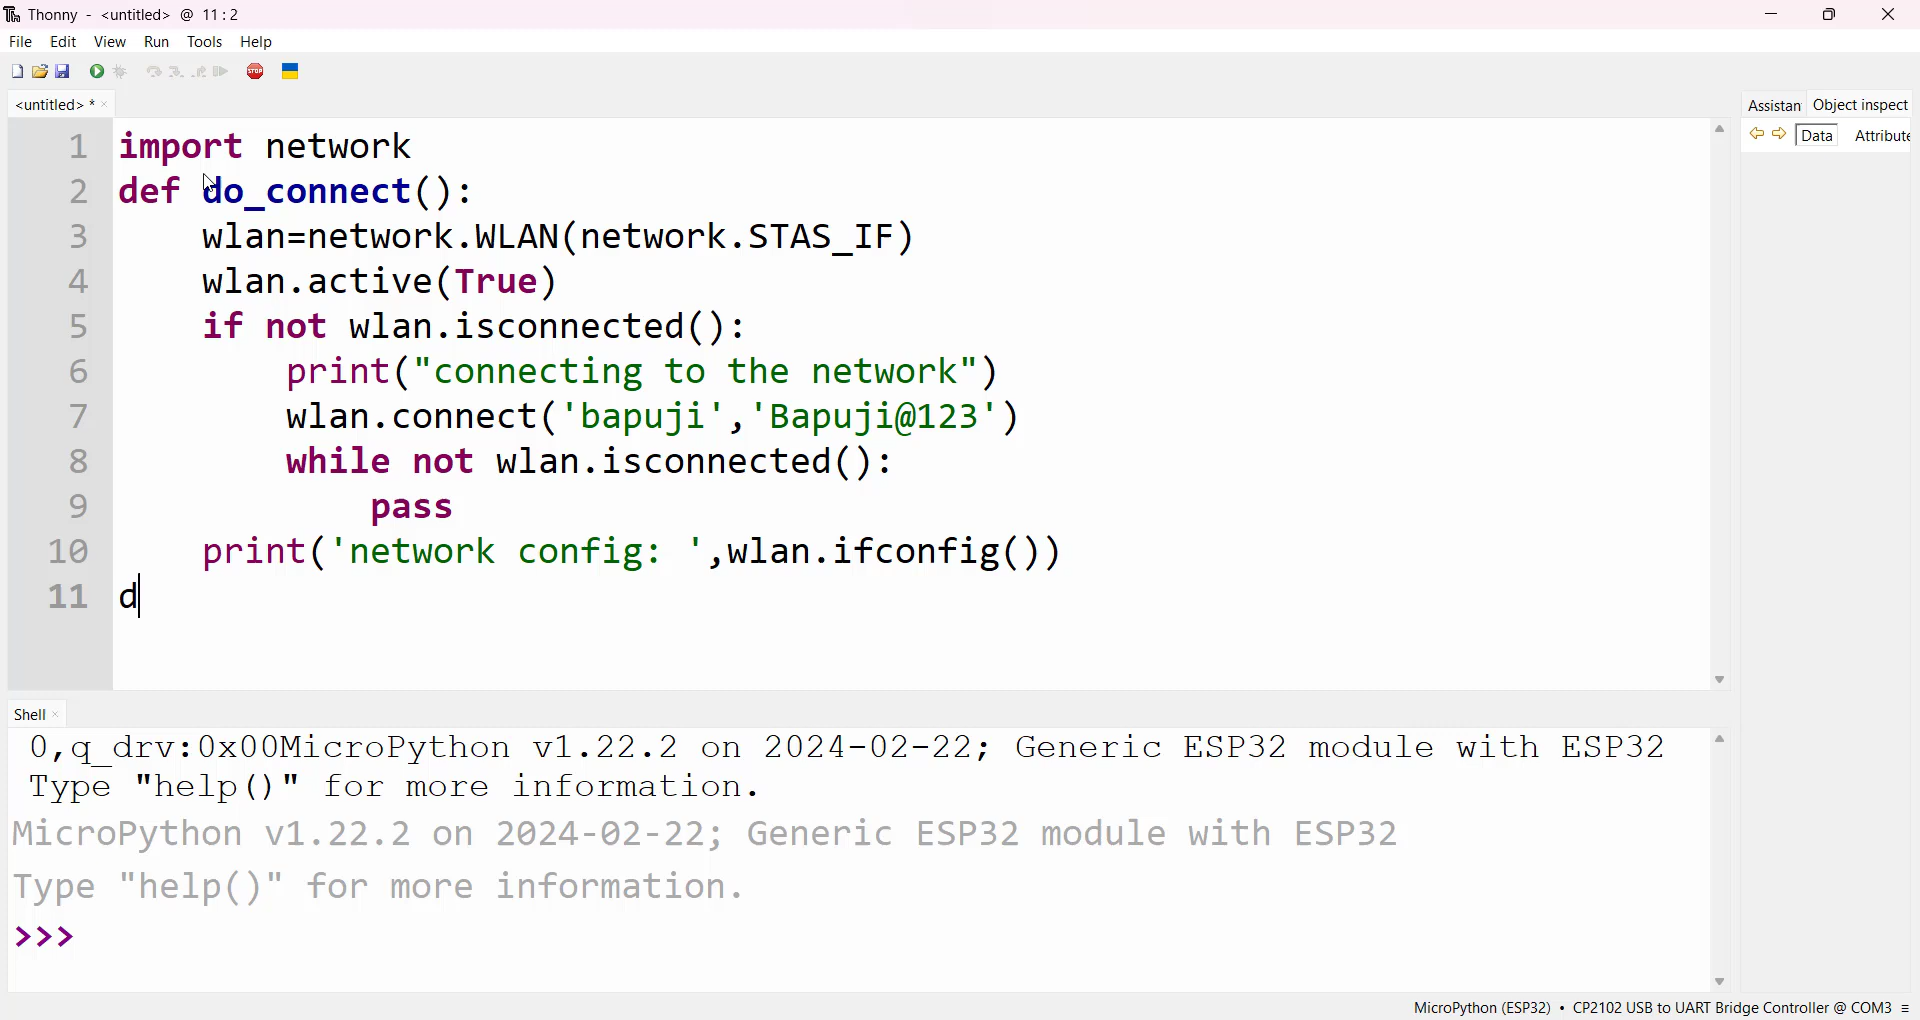 Thonny - <untitled> @ 11:2
File Edit View Run Tools Help
<untitled> *
Assistan Object inspect
Data Attribute
1 import network
2 def do_connect():
3     wlan=network.WLAN(network.STAS_IF)
4     wlan.active(True)
5     if not wlan.isconnected():
6         print("connecting to the network")
7         wlan.connect('bapuji','Bapuji@123')
8         while not wlan.isconnected():
9             pass
10     print('network config: ',wlan.ifconfig())
11 d
Shell
0,q_drv:0x00MicroPython v1.22.2 on 2024-02-22; Generic ESP32 module with ESP32
Type "help()" for more information.
MicroPython v1.22.2 on 2024-02-22; Generic ESP32 module with ESP32
Type "help()" for more information.
>>>
MicroPython (ESP32) • CP2102 USB to UART Bridge Controller @ COM3